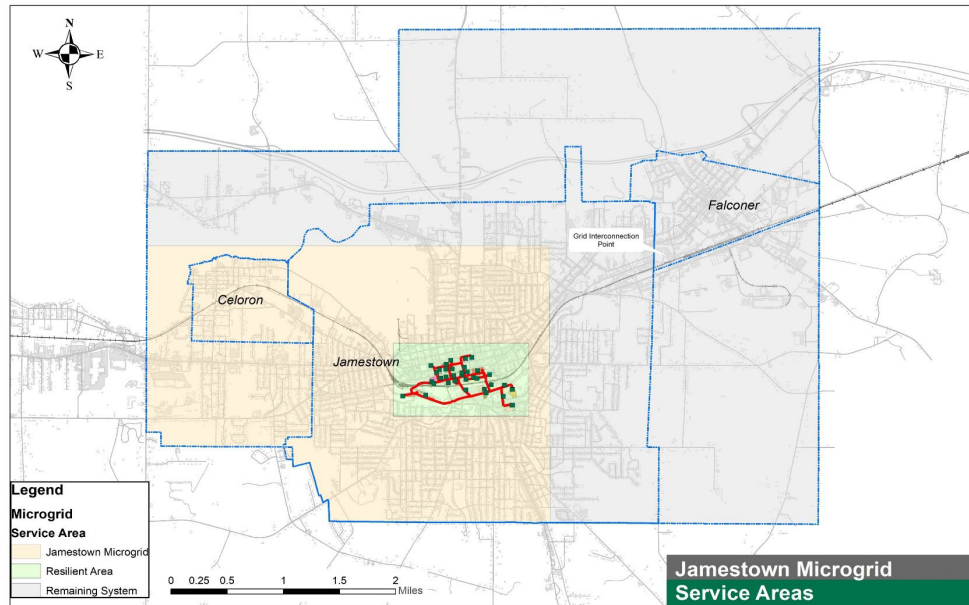 N
W E
S
Falconer
Grid Interconnection
Point
Celoron
Jamestown
Legend
Microgrid
Service Area
Jamestown Microgrid
Resilient Area
Remaining System
0 0.25 0.5 1 1.5 2
Miles
Jamestown Microgrid
Service Areas